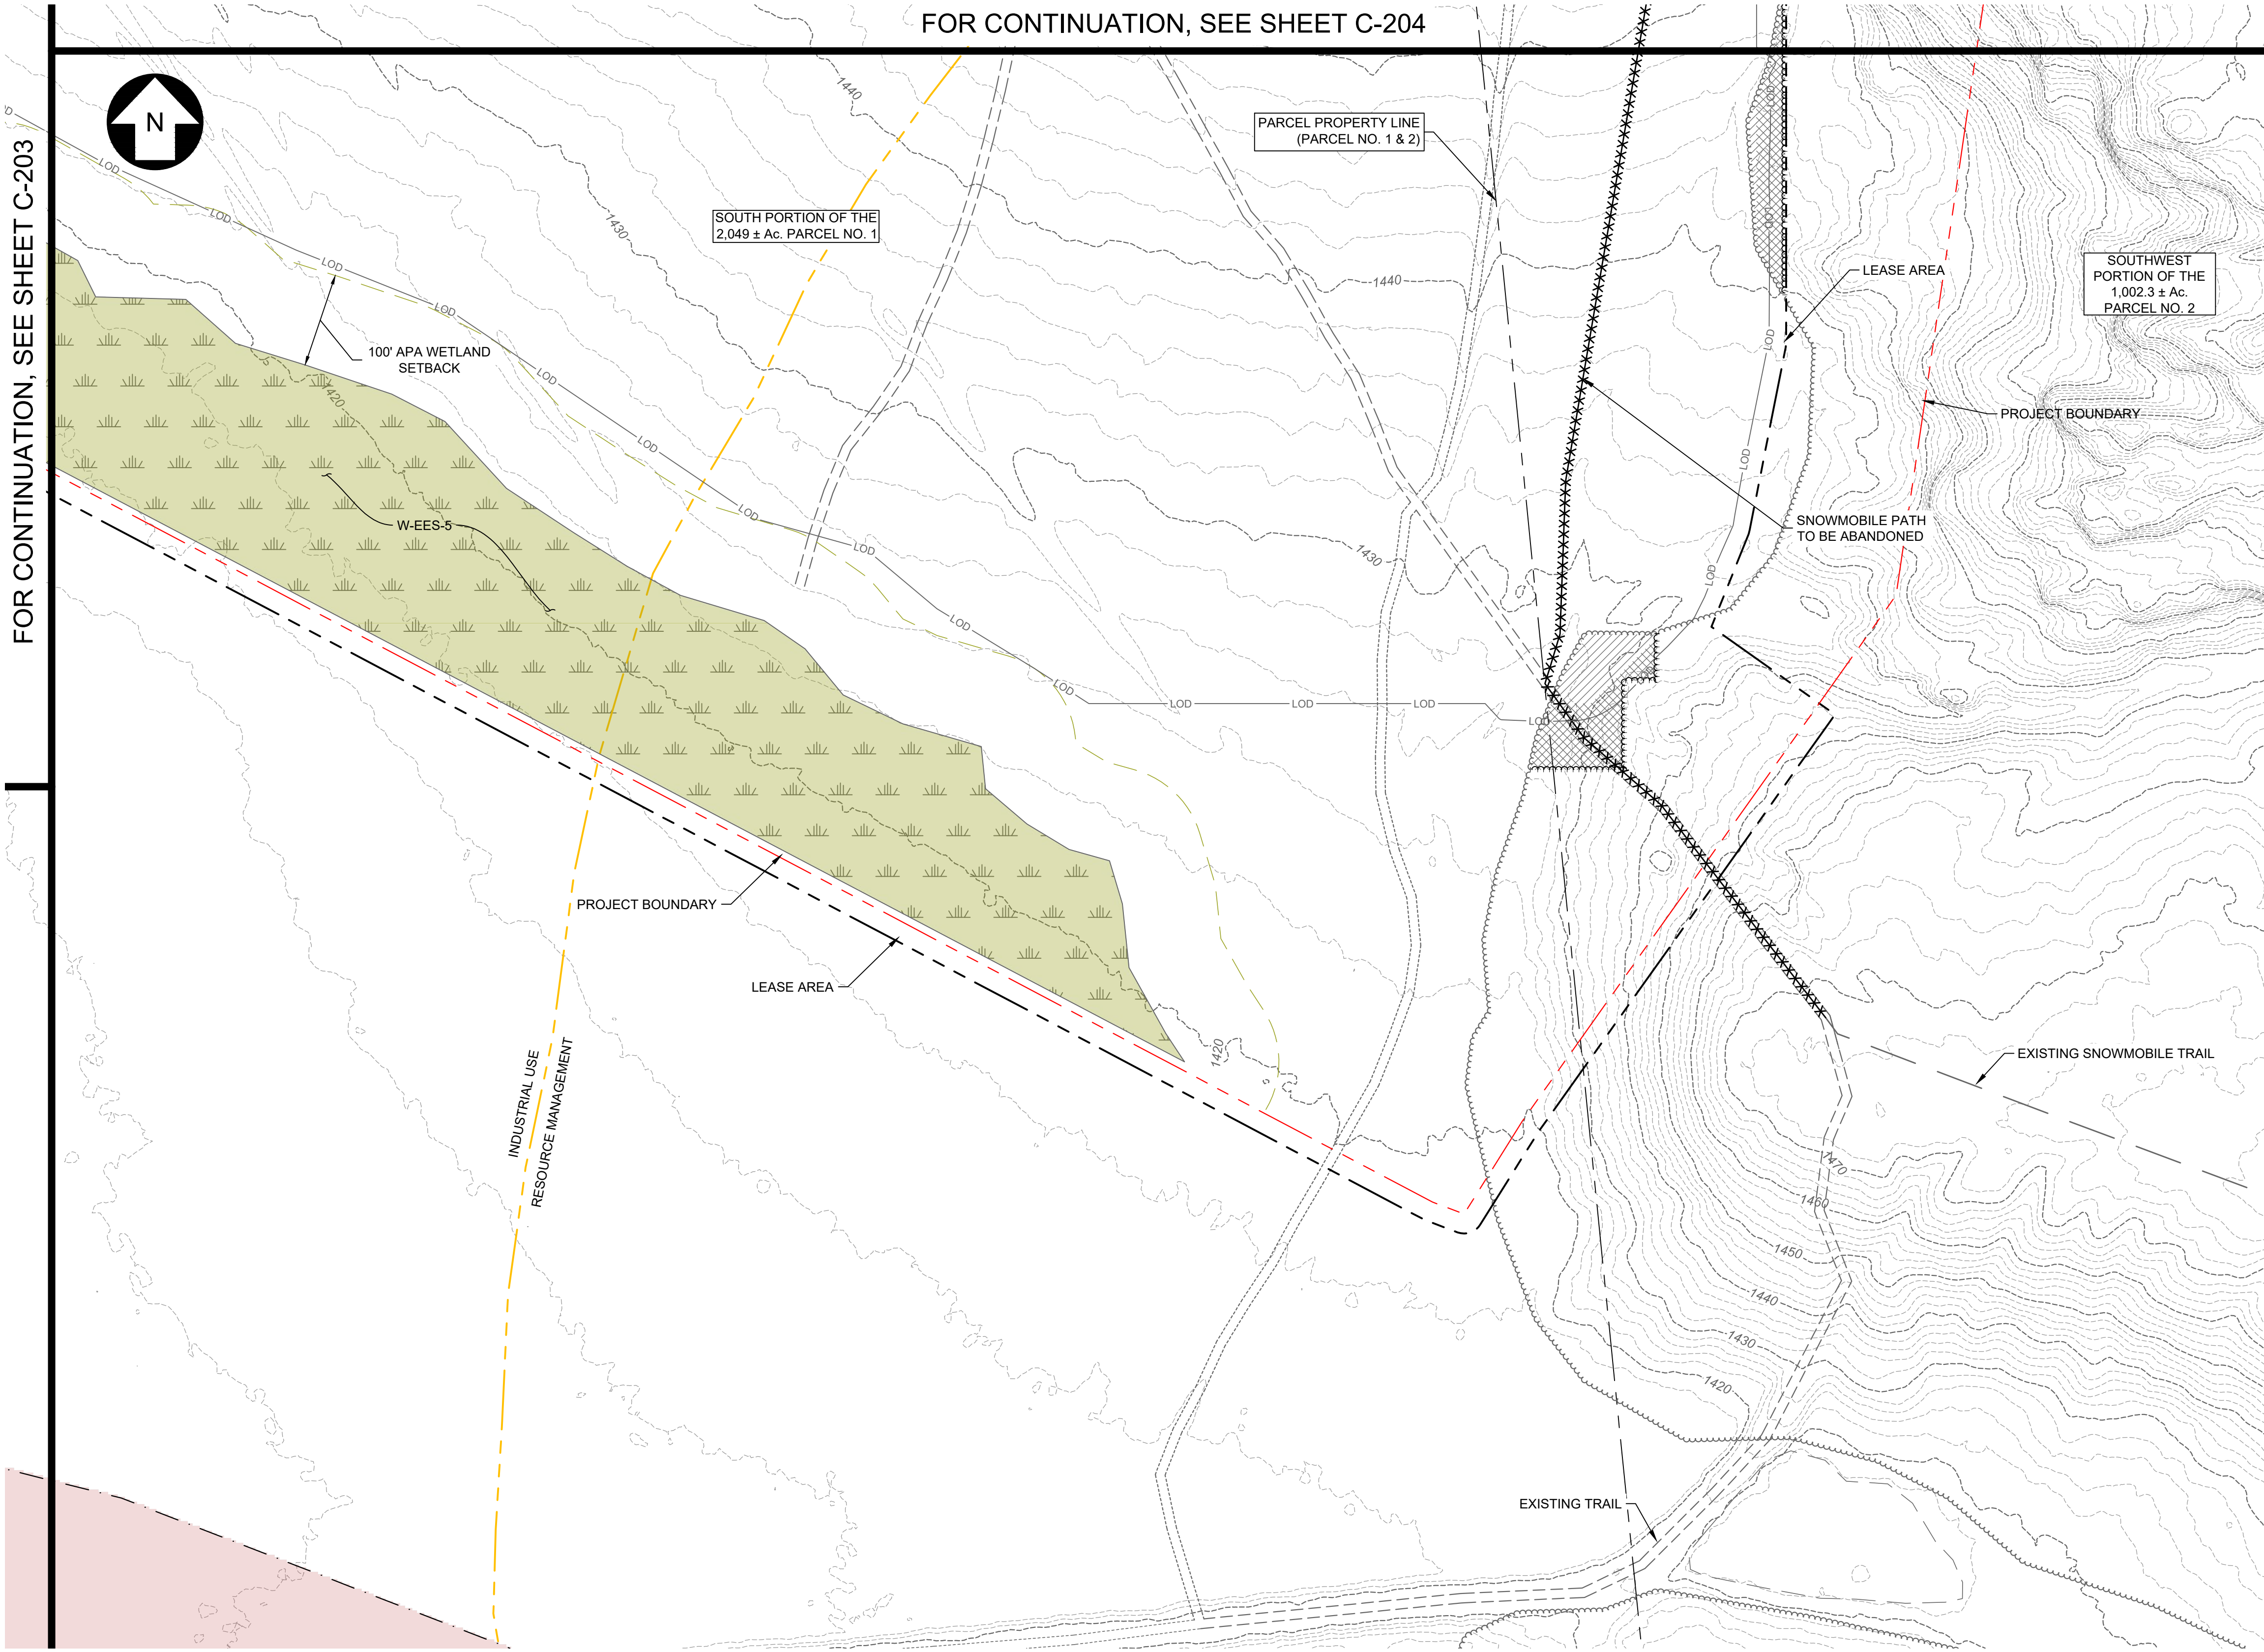 FOR CONTINUATION, SEE SHEET C-204
FOR CONTINUATION, SEE SHEET C-203
N
1440
PARCEL PROPERTY LINE
(PARCEL NO. 1 & 2)
LOD
LOD
LOD
LOD
SOUTH PORTION OF THE
2,049 ± Ac. PARCEL NO. 1
1430
LOD
LOD
LOD
1440
LEASE AREA
SOUTHWEST
PORTION OF THE
1,002.3 ± Ac.
PARCEL NO. 2
100' APA WETLAND
SETBACK
LOD
LOD
1420
PROJECT BOUNDARY
LOD
LOD
LOD
W-EES-5
SNOWMOBILE PATH
TO BE ABANDONED
LOD
1430
LOD
LOD
LOD
LOD
LOD
LOD
LOD
PROJECT BOUNDARY
LEASE AREA
1420
EXISTING SNOWMOBILE TRAIL
INDUSTRIAL USE
RESOURCE MANAGEMENT
1470
1460
1450
1440
1430
1420
EXISTING TRAIL